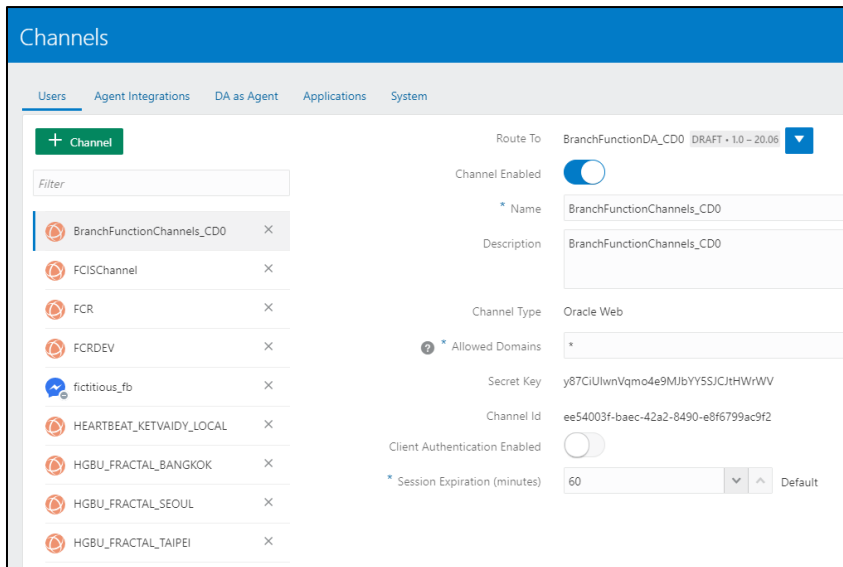 Channels
Users Agent Integrations DA as Agent Applications System
+ Channel
Filter
BranchFunctionChannels_CD0
FCISChannel
FCR
FCRDEV
fictitious_fb
HEARTBEAT_KETVAIDY_LOCAL
HGBU_FRACTAL_BANGKOK
HGBU_FRACTAL_SEOUL
HGBU_FRACTAL_TAIPEI
Route To BranchFunctionDA_CD0 DRAFT • 1.0 – 20.06
Channel Enabled
* Name BranchFunctionChannels_CD0
Description BranchFunctionChannels_CD0
Channel Type Oracle Web
? * Allowed Domains *
Secret Key y87CiUIwnVqmo4e9MJbYY5SJCJtHWrWV
Channel Id ee54003f-baec-42a2-8490-e8f6799ac9f2
Client Authentication Enabled
* Session Expiration (minutes) 60 Default